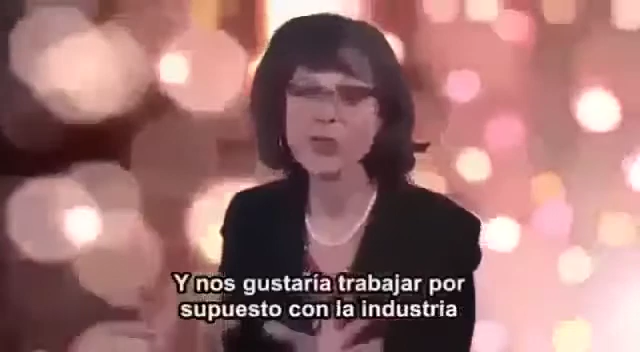 Y nos gustaría trabajar por
supuesto con la industria